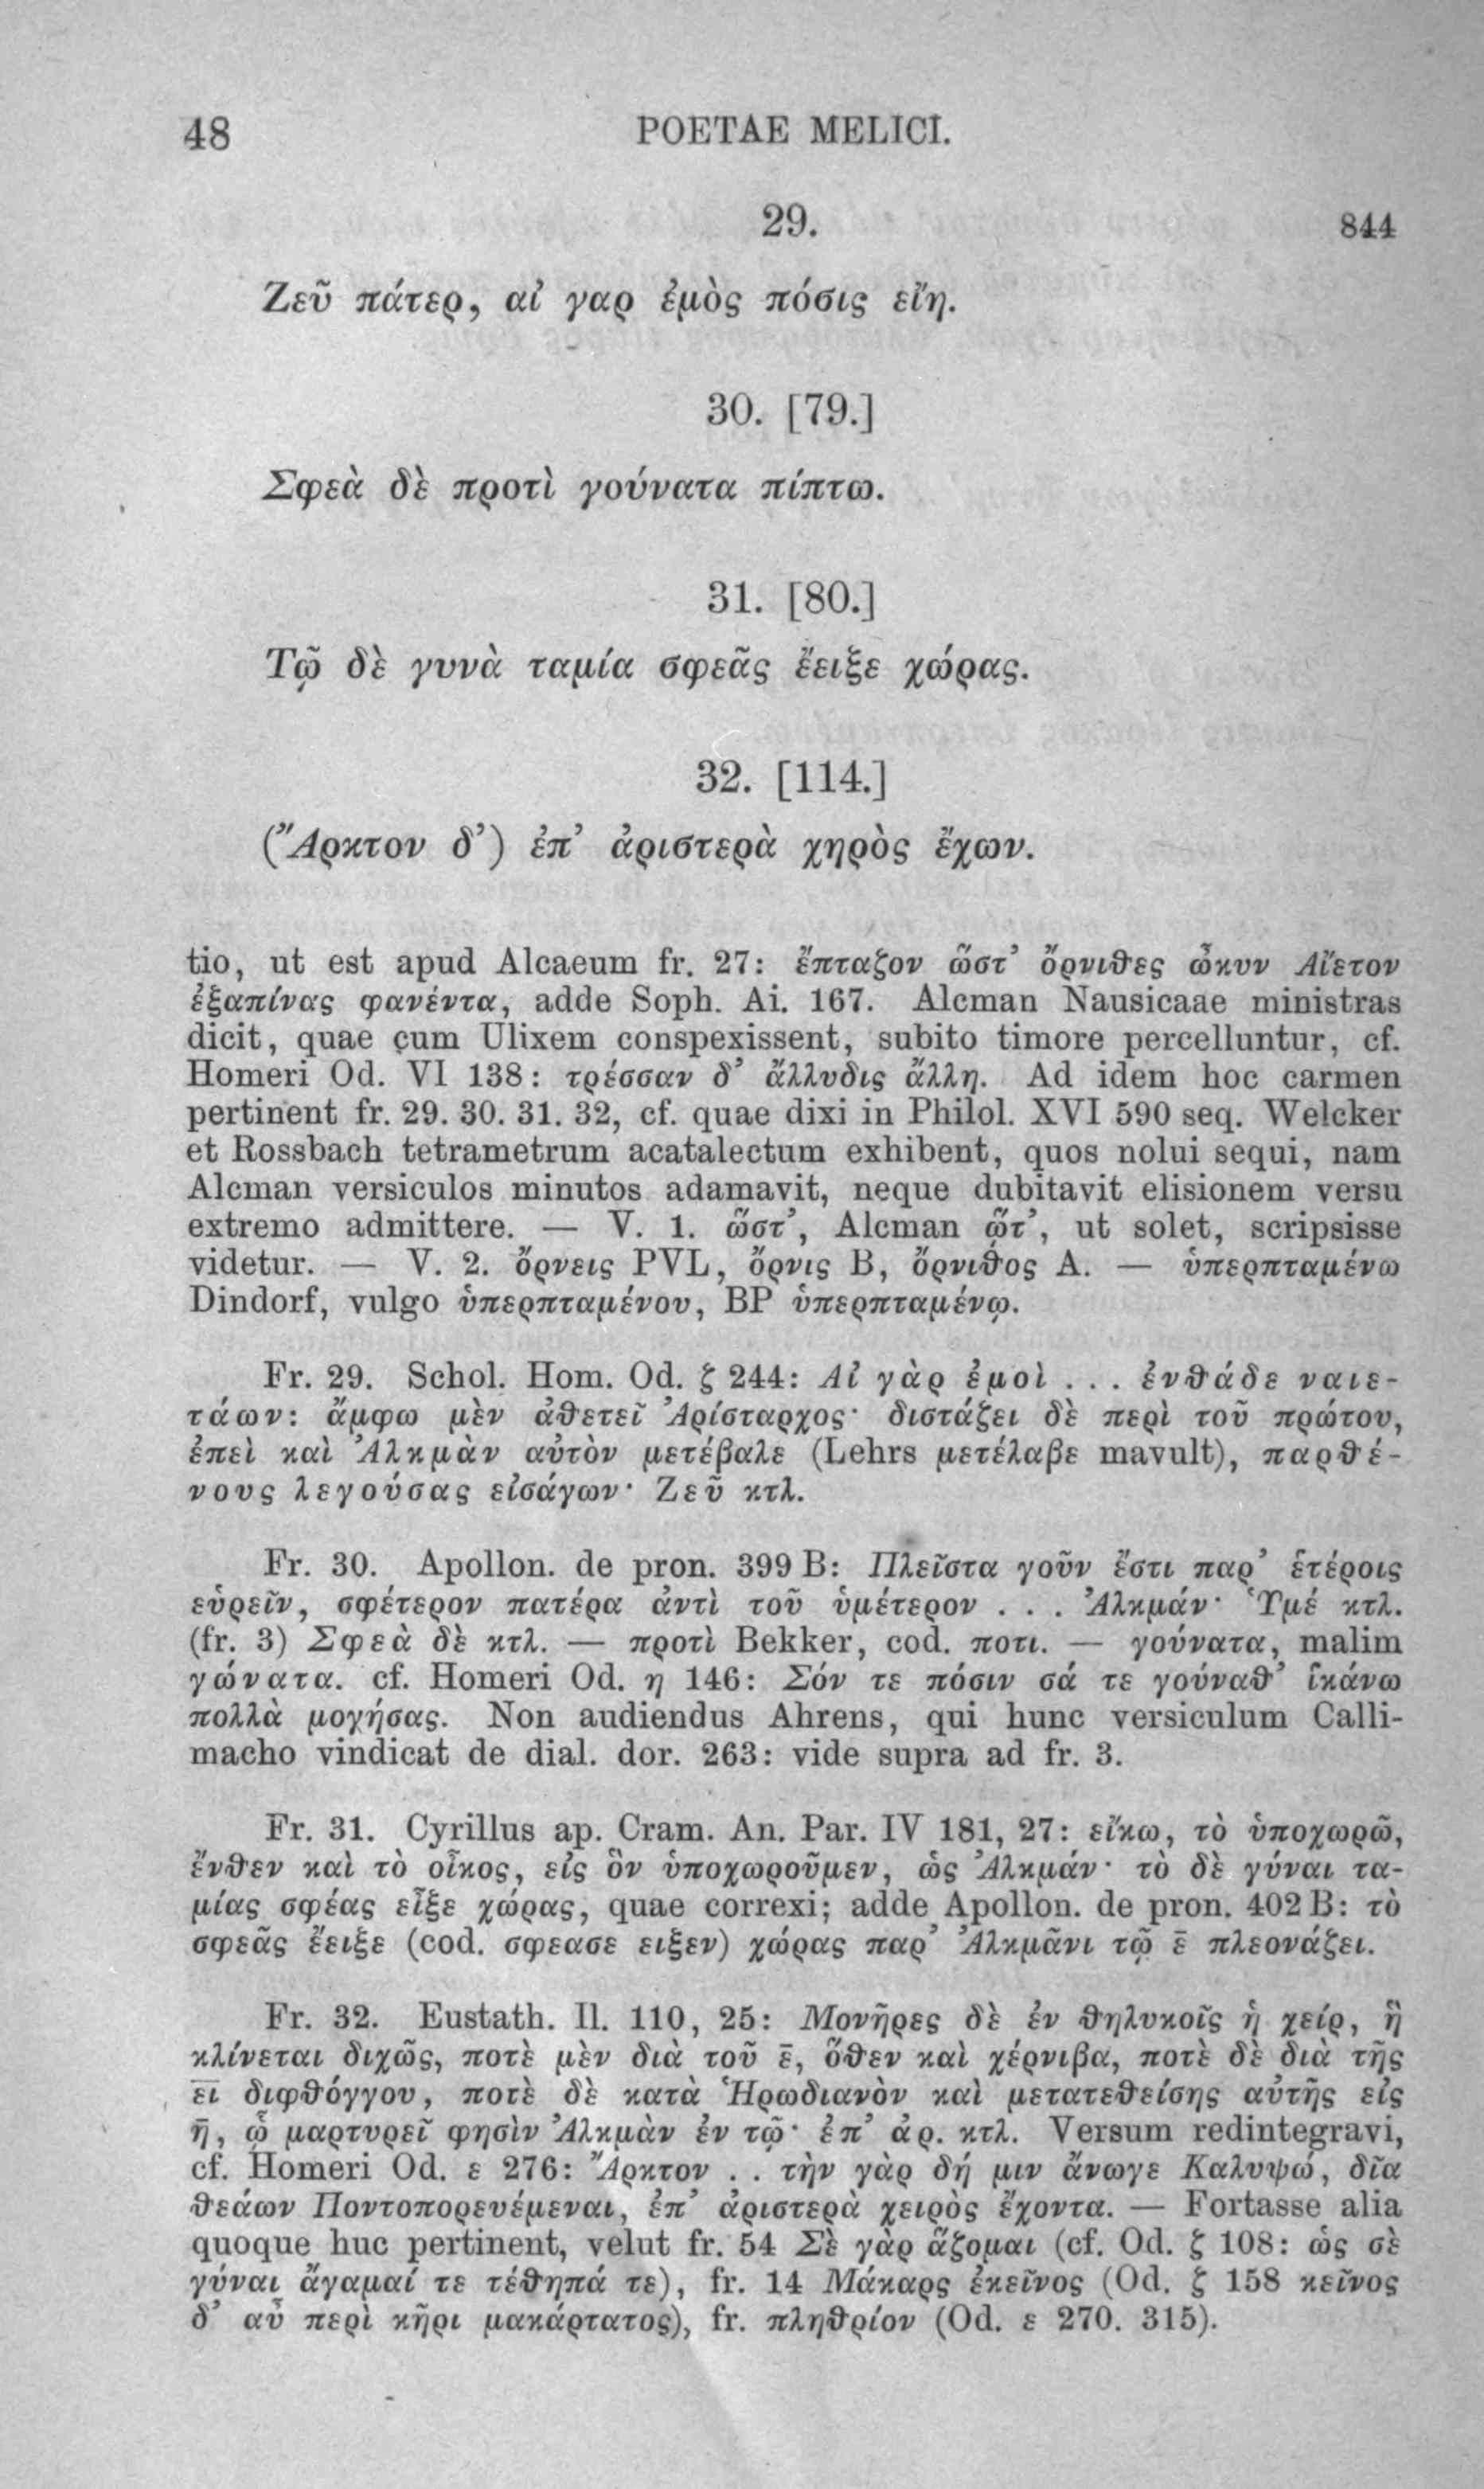 48 POETAE MELICI.
29. 844
Ζεῦ πάτερ, αἰ γαρ ἐμὸς πόσις εἴη.
30. [79.]
Σφεὰ δὲ προτὶ γούνατα πίπτω.
31. [80.]
Τῷ δὲ γυνὰ ταμία σφεᾶς ἔειξε χώρας.
32. [114.]
(Ἄρκτον δ’) ἐπ’ ἀριστερὰ χηρὸς ἔχων.
tio, ut est apud Alcaeum fr. 27: ἔπταζον ὥστ’ ὄρνιθες ὦκυν Αἴετον
ἐξαπίνας φανέντα, adde Soph. Ai. 167. Alcman Nausicaae ministras
dicit, quae cum Ulixem conspexissent, subito timore percelluntur, cf.
Homeri Od. VI 138: τρέσσαν δ’ ἄλλυδις ἄλλη. Ad idem hoc carmen
pertinent fr. 29. 30. 31. 32, cf. quae dixi in Philol. XVI 590 seq. Welcker
et Rossbach tetrametrum acatalectum exhibent, quos nolui sequi, nam
Alcman versiculos minutos adamavit, neque dubitavit elisionem versu
extremo admittere. — V. 1. ὥστ’, Alcman ᾥτ’, ut solet, scripsisse
videtur. — V. 2. ὄρνεις PVL, ὄρνις B, ὄρνιθος A. — ὑπερπταμένω
Dindorf, vulgo ὑπερπταμένου, BP ὑπερπταμένῳ.
Fr. 29. Schol. Hom. Od. ζ 244: Αἰ γὰρ ἐμοὶ . . . ἐνθάδε ναιε-
τάων: ἄμφω μὲν ἀθετεῖ Ἀρίσταρχος· διστάζει δὲ περὶ τοῦ πρώτου,
ἐπεὶ καὶ Ἀλκμὰν αὐτὸν μετέβαλε (Lehrs μετέλαβε mavult), παρθέ-
νους λεγούσας εἰσάγων· Ζεῦ κτλ.
Fr. 30. Apollon. de pron. 399 B: Πλεῖστα γοῦν ἔστι παρ’ ἑτέροις
εὑρεῖν, σφέτερον πατέρα ἀντὶ τοῦ ὑμέτερον . . . Ἀλκμάν· Ὑμέ κτλ.
(fr. 3) Σφεὰ δὲ κτλ. — προτὶ Bekker, cod. ποτι. — γούνατα, malim
γώνατα. cf. Homeri Od. η 146: Σόν τε πόσιν σά τε γούναθ’ ἱκάνω
πολλὰ μογήσας. Non audiendus Ahrens, qui hunc versiculum Calli-
macho vindicat de dial. dor. 263: vide supra ad fr. 3.
Fr. 31. Cyrillus ap. Cram. An. Par. IV 181, 27: εἴκω, τὸ ὑποχωρῶ,
ἔνθεν καὶ τὸ οἶκος, εἰς ὃν ὑποχωροῦμεν, ὡς Ἀλκμάν· τὸ δὲ γύναι τα-
μίας σφέας εἶξε χώρας, quae correxi; adde Apollon. de pron. 402 B: τὸ
σφεᾶς ἔειξε (cod. σφεασε ειξεν) χώρας παρ’ Ἀλκμᾶνι τῷ ε̄ πλεονάζει.
Fr. 32. Eustath. Il. 110, 25: Μονῆρες δὲ ἐν θηλυκοῖς ἡ χείρ, ἣ
κλίνεται διχῶς, ποτὲ μὲν διὰ τοῦ ε̄, ὅθεν καὶ χέρνιβα, ποτὲ δὲ διὰ τῆς
ε̄ῑ διφθόγγου, ποτὲ δὲ κατὰ Ἡρωδιανὸν καὶ μετατεθείσης αὐτῆς εἰς
η̄, ᾧ μαρτυρεῖ φησὶν Ἀλκμὰν ἐν τῷ· ἐπ’ ἀρ. κτλ. Versum redintegravi,
cf. Homeri Od. ε 276: Ἄρκτον . . τὴν γὰρ δή μιν ἄνωγε Καλυψώ, δῖα
θεάων Ποντοπορευέμεναι, ἐπ’ ἀριστερὰ χειρὸς ἔχοντα. — Fortasse alia
quoque huc pertinent, velut fr. 54 Σὲ γὰρ ἅζομαι (cf. Od. ζ 108: ὡς σὲ
γύναι ἄγαμαί τε τέθηπά τε), fr. 14 Μάκαρς ἐκεῖνος (Od. ζ 158 κεῖνος
δ’ αὖ περὶ κῆρι μακάρτατος), fr. πληθρίον (Od. ε 270. 315).